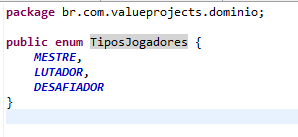 package br.com.valueprojects.dominio;
public enum TiposJogadores {
MESTRE,
LUTADOR,
DESAFIADOR
}